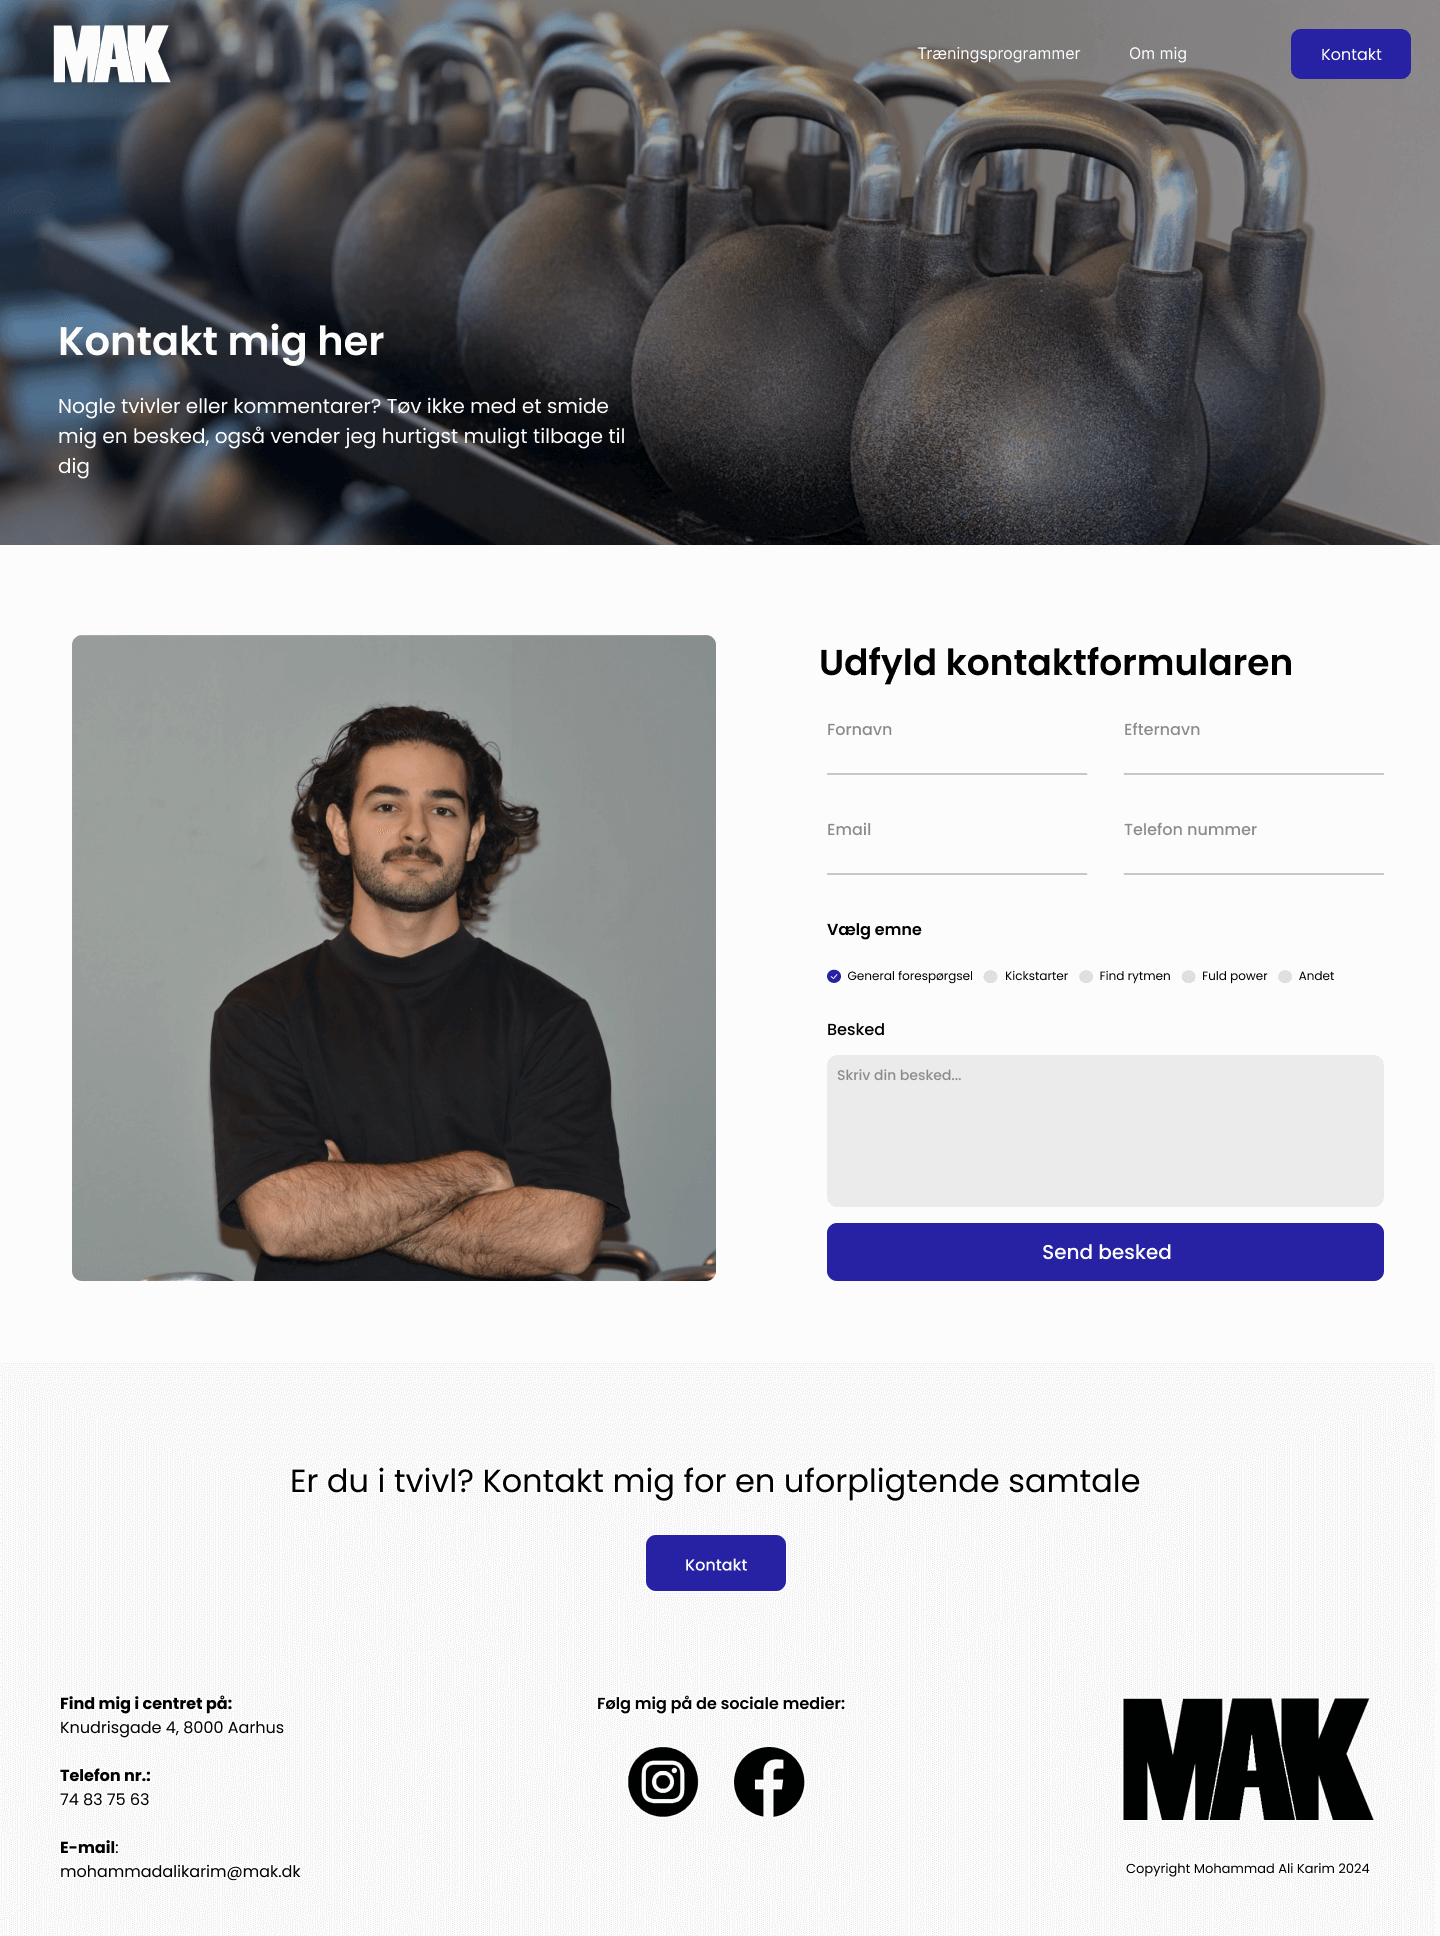 MAK
Træningsprogrammer
Om mig
Kontakt
Kontakt mig her
Nogle tvivler eller kommentarer? Tøv ikke med et smide
mig en besked, også vender jeg hurtigst muligt tilbage til
dig
Udfyld kontaktformularen
Fornavn
Efternavn
Email
Telefon nummer
Vælg emne
General forespørgsel
Kickstarter
Find rytmen
Fuld power
Andet
Besked
Skriv din besked...
Send besked
Er du i tvivl? Kontakt mig for en uforpligtende samtale
Kontakt
Find mig i centret på:
Knudrisgade 4, 8000 Aarhus
Telefon nr.:
74 83 75 63
E-mail:
mohammadalikarim@mak.dk
Følg mig på de sociale medier:
MAK
Copyright Mohammad Ali Karim 2024